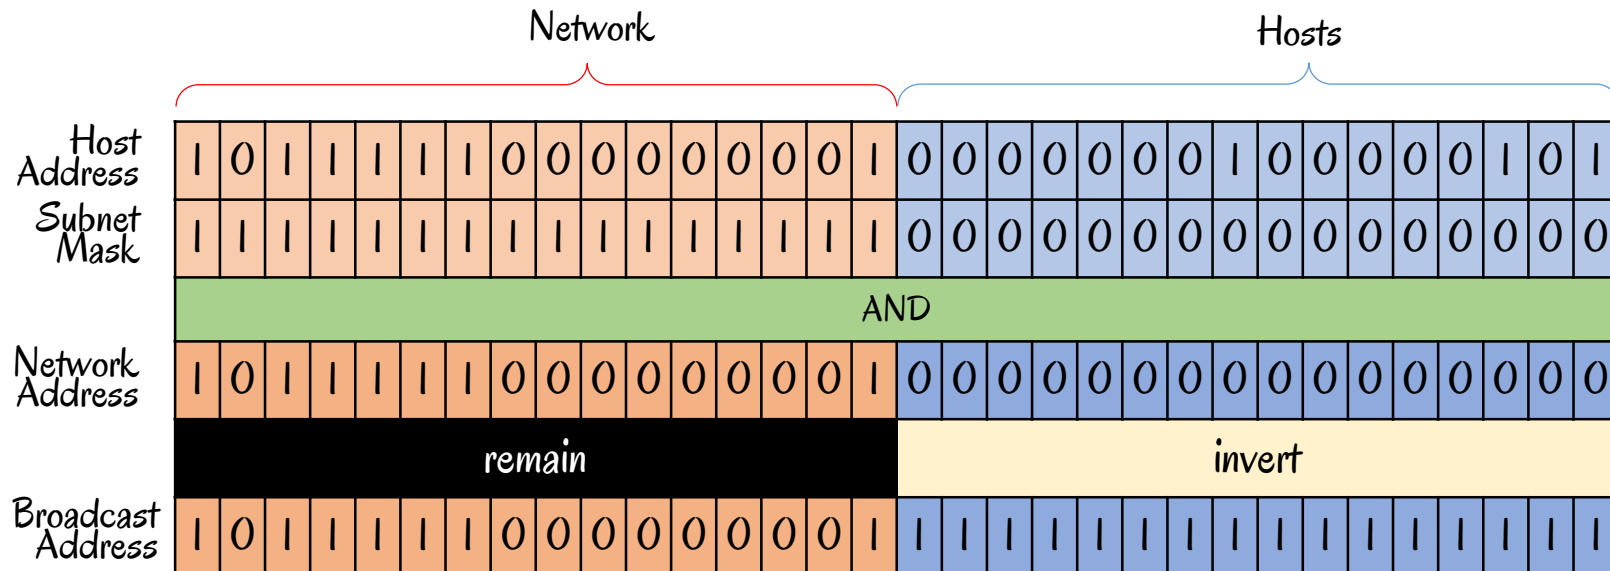 Network
Hosts
Host Address 1 0 1 1 1 1 1 0 0 0 0 0 0 0 0 1 0 0 0 0 0 0 0 1 0 0 0 0 0 1 0 1
Subnet Mask 1 1 1 1 1 1 1 1 1 1 1 1 1 1 1 1 0 0 0 0 0 0 0 0 0 0 0 0 0 0 0 0
AND
Network Address 1 0 1 1 1 1 1 0 0 0 0 0 0 0 0 1 0 0 0 0 0 0 0 0 0 0 0 0 0 0 0 0
remain
invert
Broadcast Address 1 0 1 1 1 1 1 0 0 0 0 0 0 0 0 1 1 1 1 1 1 1 1 1 1 1 1 1 1 1 1 1